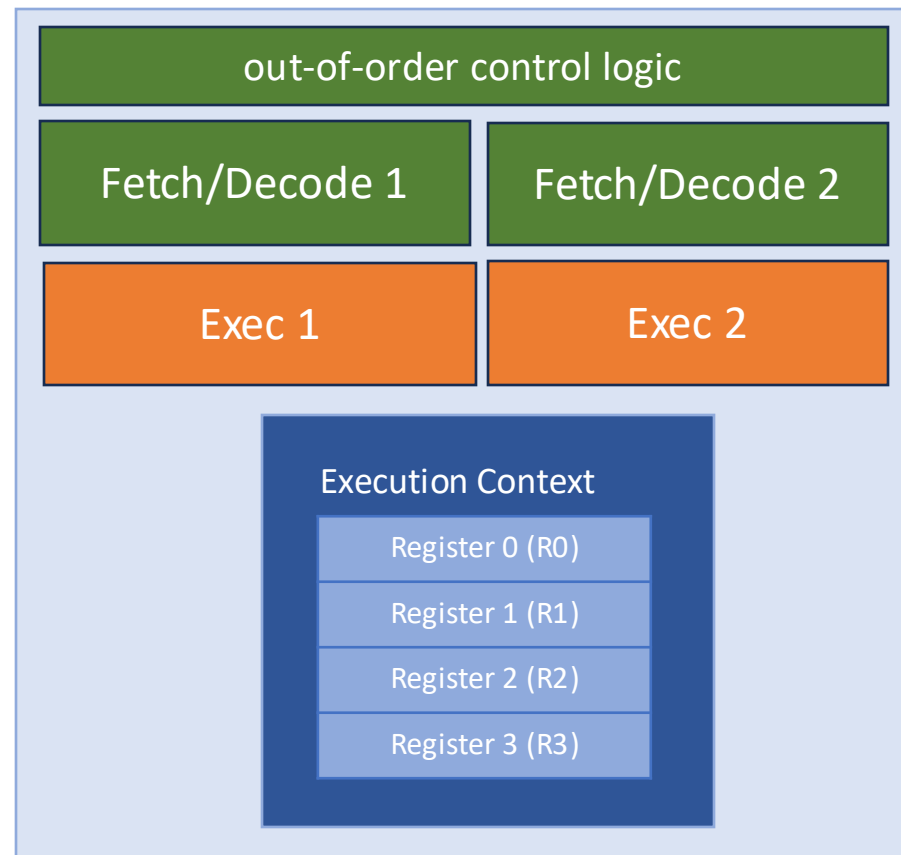 out-of-order control logic
Fetch/Decode 1
Fetch/Decode 2
Exec 1
Exec 2
Execution Context
Register 0 (R0)
Register 1 (R1)
Register 2 (R2)
Register 3 (R3)